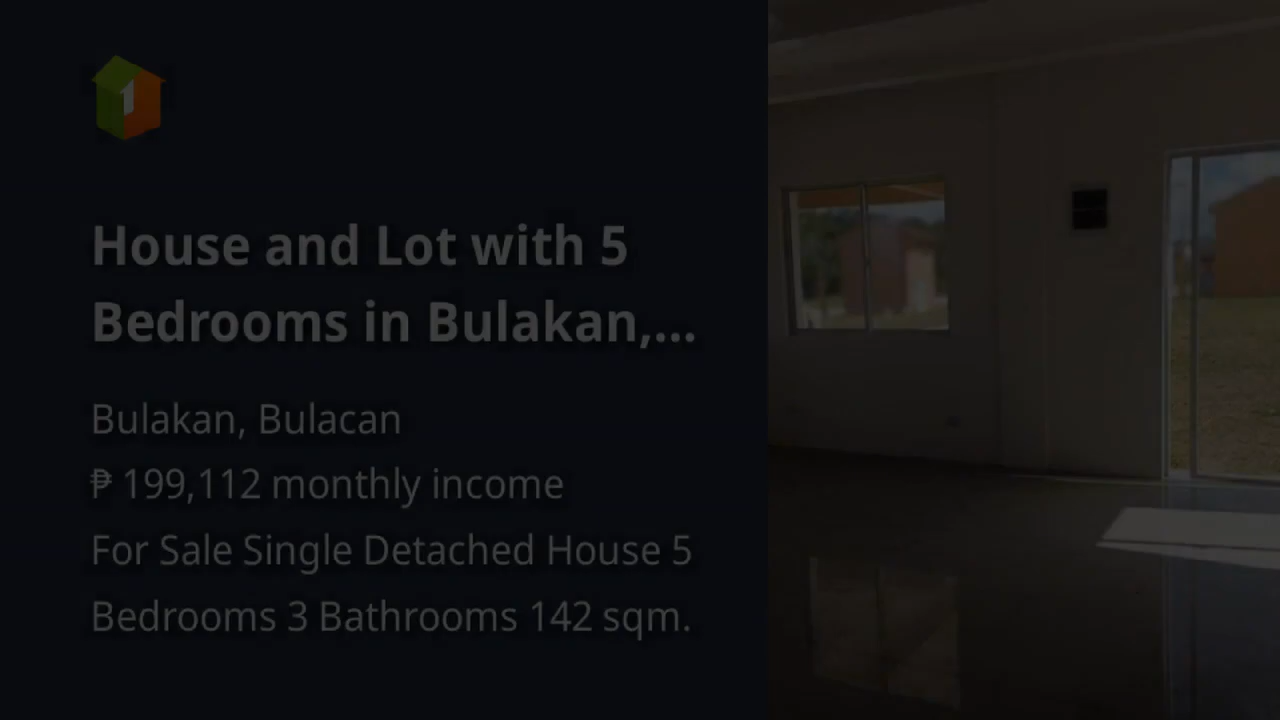 House and Lot with 5
Bedrooms in Bulakan,...
Bulakan, Bulacan
₱ 199,112 monthly income
For Sale Single Detached House 5
Bedrooms 3 Bathrooms 142 sqm.